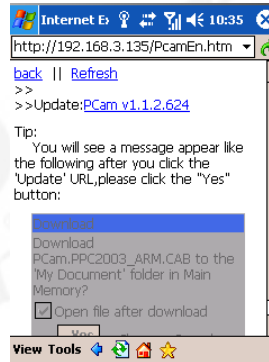 Internet Ex 10:35
http://192.168.3.135/PcamEn.htm
back || Refresh
>>
>>Update:PCam v1.1.2.624
Tip:
You will see a message appear like
the following after you click the
'Update' URL,please click the "Yes"
button:
Download
Download
PCam.PPC2003_ARM.CAB to the
'My Document' folder in Main
Memory?
Open file after download
Yes
View Tools